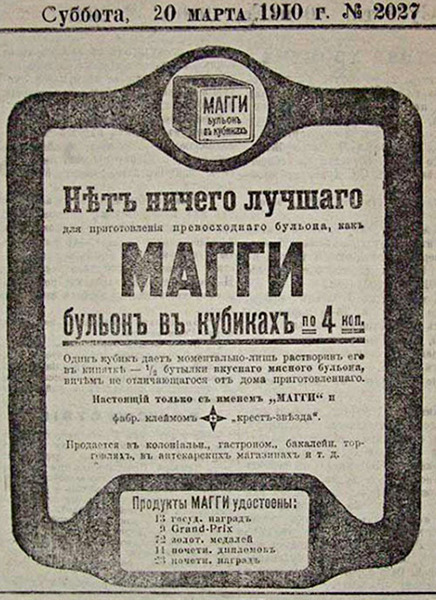 Суббота, 20 МАРТА 1910 г. № 2027
МАГГИ
бульонъ
въ кубикахъ
Нѣтъ ничего лучшаго
для приготовленія превосходнаго бульона, какъ
МАГГИ
бульонъ въ кубикахъ по 4 коп.
Одинъ кубикъ даетъ моментально-лишь растворив его
въ кипяткѣ — ½ бутылки вкуснаго мясного бульона,
ничѣмъ не отличающагося от дома приготовленнаго.
Настоящій только съ именемъ „МАГГИ“ и
фабр. клеймомъ „крестъ-звѣзда“.
Продается въ колоніальн., гастроном., бакалейн. тор-
говляхъ, въ аптекарскихъ магазинахъ и т. д.
Продукты МАГГИ удостоены:
13 госуд. наградъ
9 Grand-Prix
72 золот. медалей
11 почетн. дипломовъ
23 почетн. наградъ